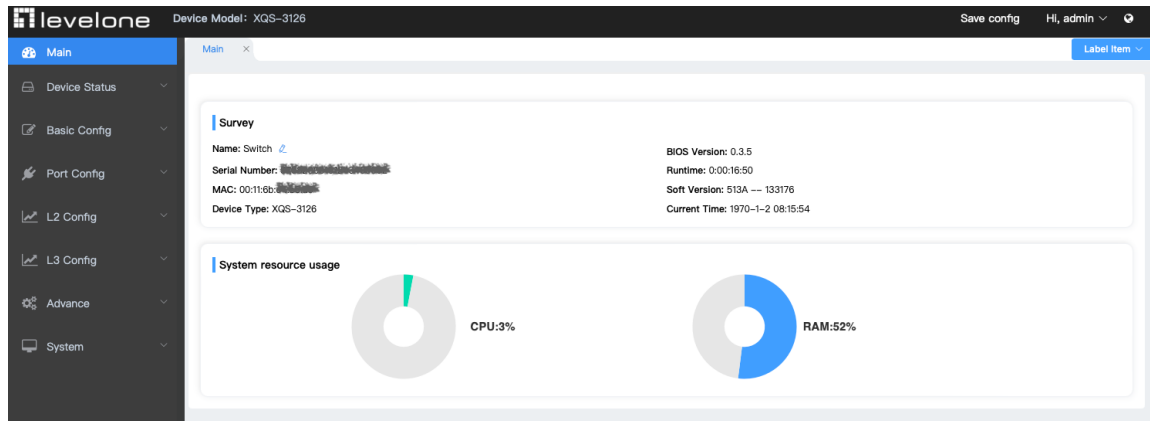 levelone Device Model: XQS-3126 Save config Hi, admin
Main
Device Status
Basic Config
Port Config
L2 Config
L3 Config
Advance
System
Main × Label Item
Survey
Name: Switch
Serial Number:
MAC: 00:11:6b:
Device Type: XQS-3126
BIOS Version: 0.3.5
Runtime: 0:00:16:50
Soft Version: 513A -- 133176
Current Time: 1970-1-2 08:15:54
System resource usage
CPU:3%
RAM:52%